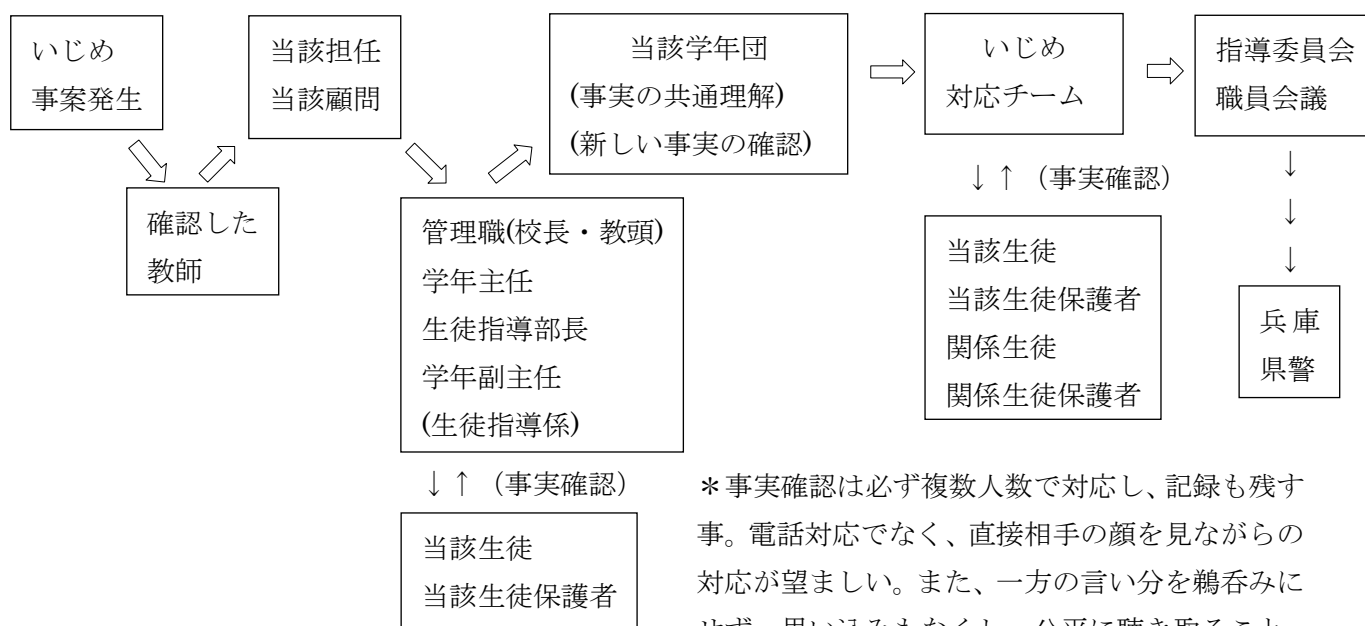 いじめ
事案発生
確認した
教師
当該担任
当該顧問
管理職(校長・教頭)
学年主任
生徒指導部長
学年副主任
(生徒指導係)
↓↑（事実確認）
当該生徒
当該生徒保護者
当該学年団
(事実の共通理解)
(新しい事実の確認)
いじめ
対応チーム
↓↑（事実確認）
当該生徒
当該生徒保護者
関係生徒
関係生徒保護者
指導委員会
職員会議
↓
↓
↓
兵庫
県警
＊事実確認は必ず複数人数で対応し、記録も残す
事。電話対応でなく、直接相手の顔を見ながらの
対応が望ましい。また、一方の言い分を鵜呑みに